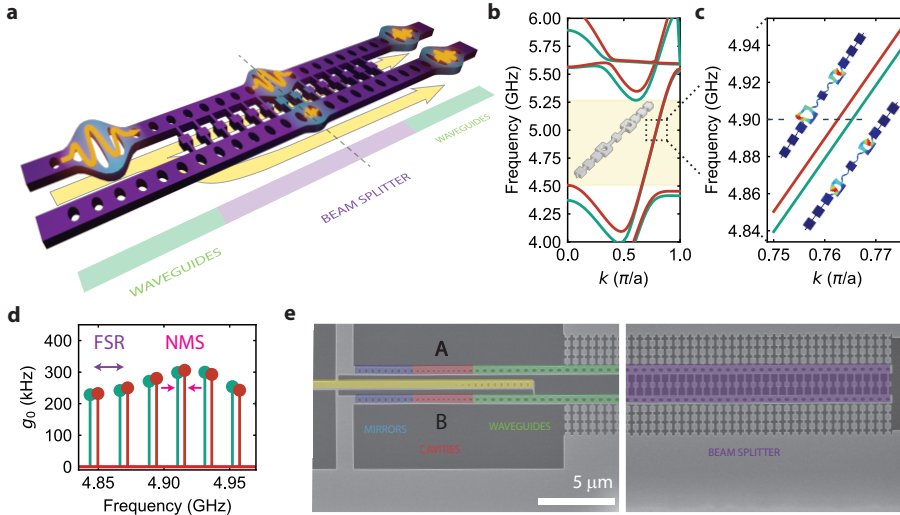 a
WAVEGUIDES
BEAM SPLITTER
WAVEGUIDES
b
Frequency (GHz)
6.00
5.75
5.50
5.25
5.00
4.75
4.50
4.25
4.00
0.0
0.5
1.0
k (π/a)
c
Frequency (GHz)
4.94
4.92
4.90
4.88
4.86
4.84
0.75
0.76
0.77
k (π/a)
d
g₀ (kHz)
400
300
200
100
0
FSR
NMS
4.85
4.90
4.95
Frequency (GHz)
e
A
B
MIRRORS
CAVITIES
WAVEGUIDES
5 μm
BEAM SPLITTER